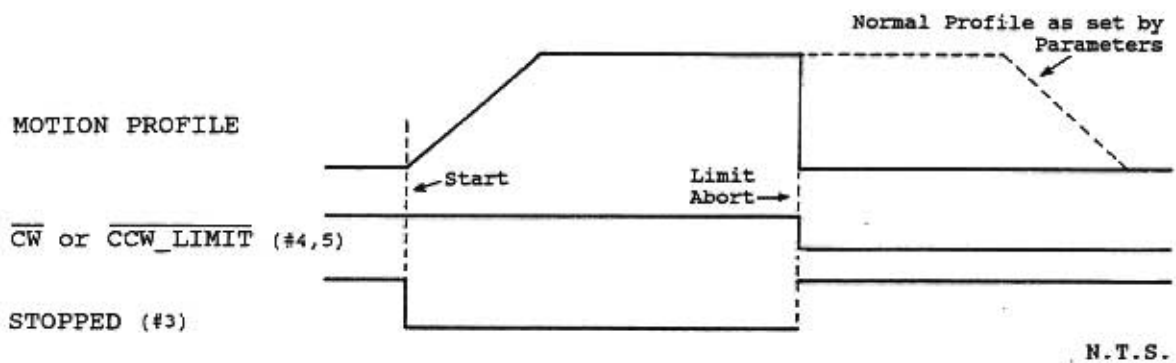 Normal Profile as set by
Parameters
MOTION PROFILE
Start
Limit
Abort
CW or CCW_LIMIT (#4,5)
STOPPED (#3)
N.T.S.